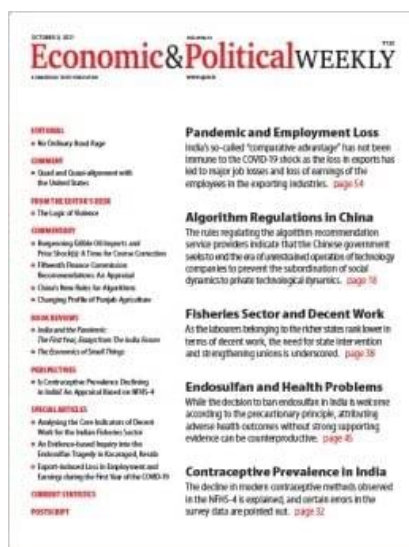 OCTOBER 9, 2021
Economic&PoliticalWEEKLY
EDITORIAL
No Ordinary Road Rage
COMMENT
Quad and Quasi-alignment with
the United States
FROM THE EDITOR'S DESK
The Logic of Violence
COMMENTARY
Burgeoning Edible Oil Imports and
Price Shock(s): A Time for Course Correction
Fifteenth Finance Commission
Recommendations: An Appraisal
China's New Rules for Algorithms
Changing Profile of Punjab Agriculture
BOOK REVIEWS
India and the Pandemic:
The First Year, Essays from The India Forum
The Economics of Small Things
PERSPECTIVES
Is Contraceptive Prevalence Declining
in India? An Appraisal Based on NFHS-4
SPECIAL ARTICLES
Analysing the Core Indicators of Decent
Work for the Indian Fisheries Sector
An Evidence-based Inquiry into the
Endosulfan Tragedy in Kasaragod, Kerala
Export-induced Loss in Employment and
Earnings during the First Year of the COVID-19
CURRENT STATISTICS
POSTSCRIPT
Pandemic and Employment Loss
India's so-called "comparative advantage" has not been
immune to the COVID-19 shock as the loss in exports has
led to major job losses and loss of earnings of the
employees in the exporting industries. page 54
Algorithm Regulations in China
The rules regulating the algorithm recommendation
service providers indicate that the Chinese government
seeks to end the era of unrestrained operation of technology
companies to prevent the subordination of social
dynamics to private technological dynamics. page 18
Fisheries Sector and Decent Work
As the labourers belonging to the richer states rank lower in
terms of decent work, the need for state intervention
and strengthening unions is underscored. page 38
Endosulfan and Health Problems
While the decision to ban endosulfan in India is welcome
according to the precautionary principle, attributing
adverse health outcomes without strong supporting
evidence can be counterproductive. page 45
Contraceptive Prevalence in India
The decline in modern contraceptive methods observed
in the NFHS-4 is explained, and certain errors in the
survey data are pointed out. page 32